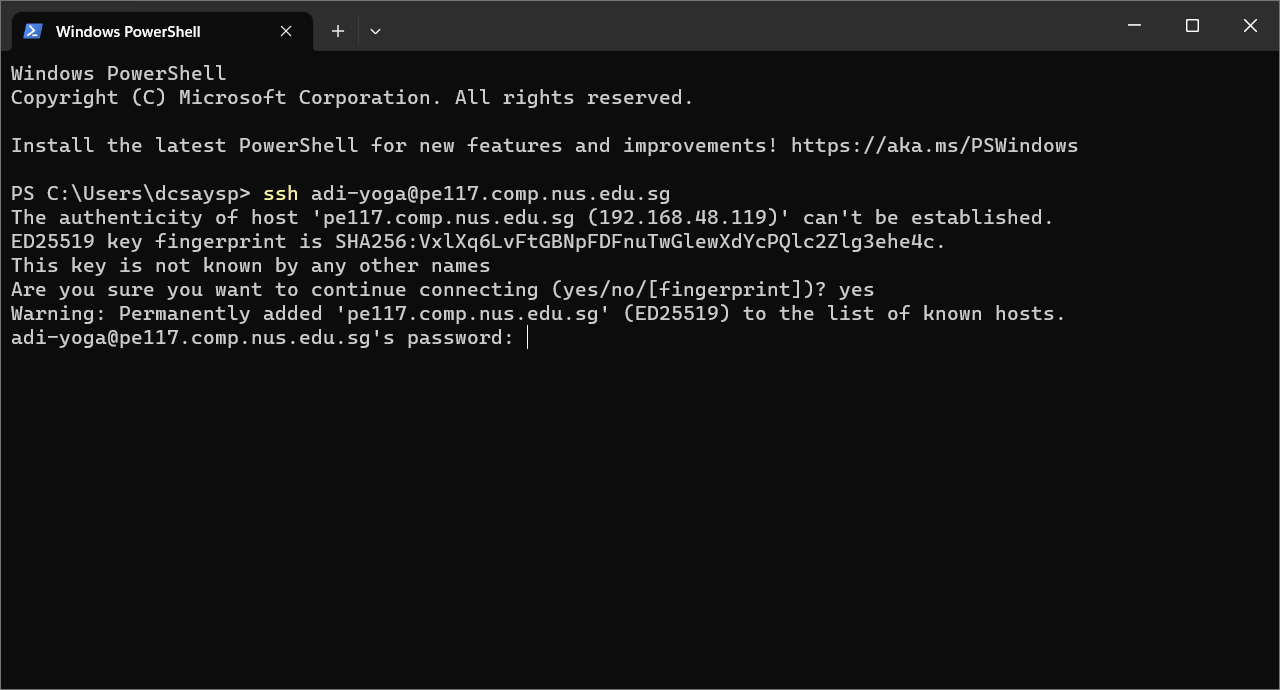 Windows PowerShell
Windows PowerShell
Copyright (C) Microsoft Corporation. All rights reserved.
Install the latest PowerShell for new features and improvements! https://aka.ms/PSWindows
PS C:\Users\dcsaysp> ssh adi-yoga@pe117.comp.nus.edu.sg
The authenticity of host 'pe117.comp.nus.edu.sg (192.168.48.119)' can't be established.
ED25519 key fingerprint is SHA256:VxlXq6LvFtGBNpFDFnuTwGlewXdYcPQlc2Zlg3ehe4c.
This key is not known by any other names
Are you sure you want to continue connecting (yes/no/[fingerprint])? yes
Warning: Permanently added 'pe117.comp.nus.edu.sg' (ED25519) to the list of known hosts.
adi-yoga@pe117.comp.nus.edu.sg's password: